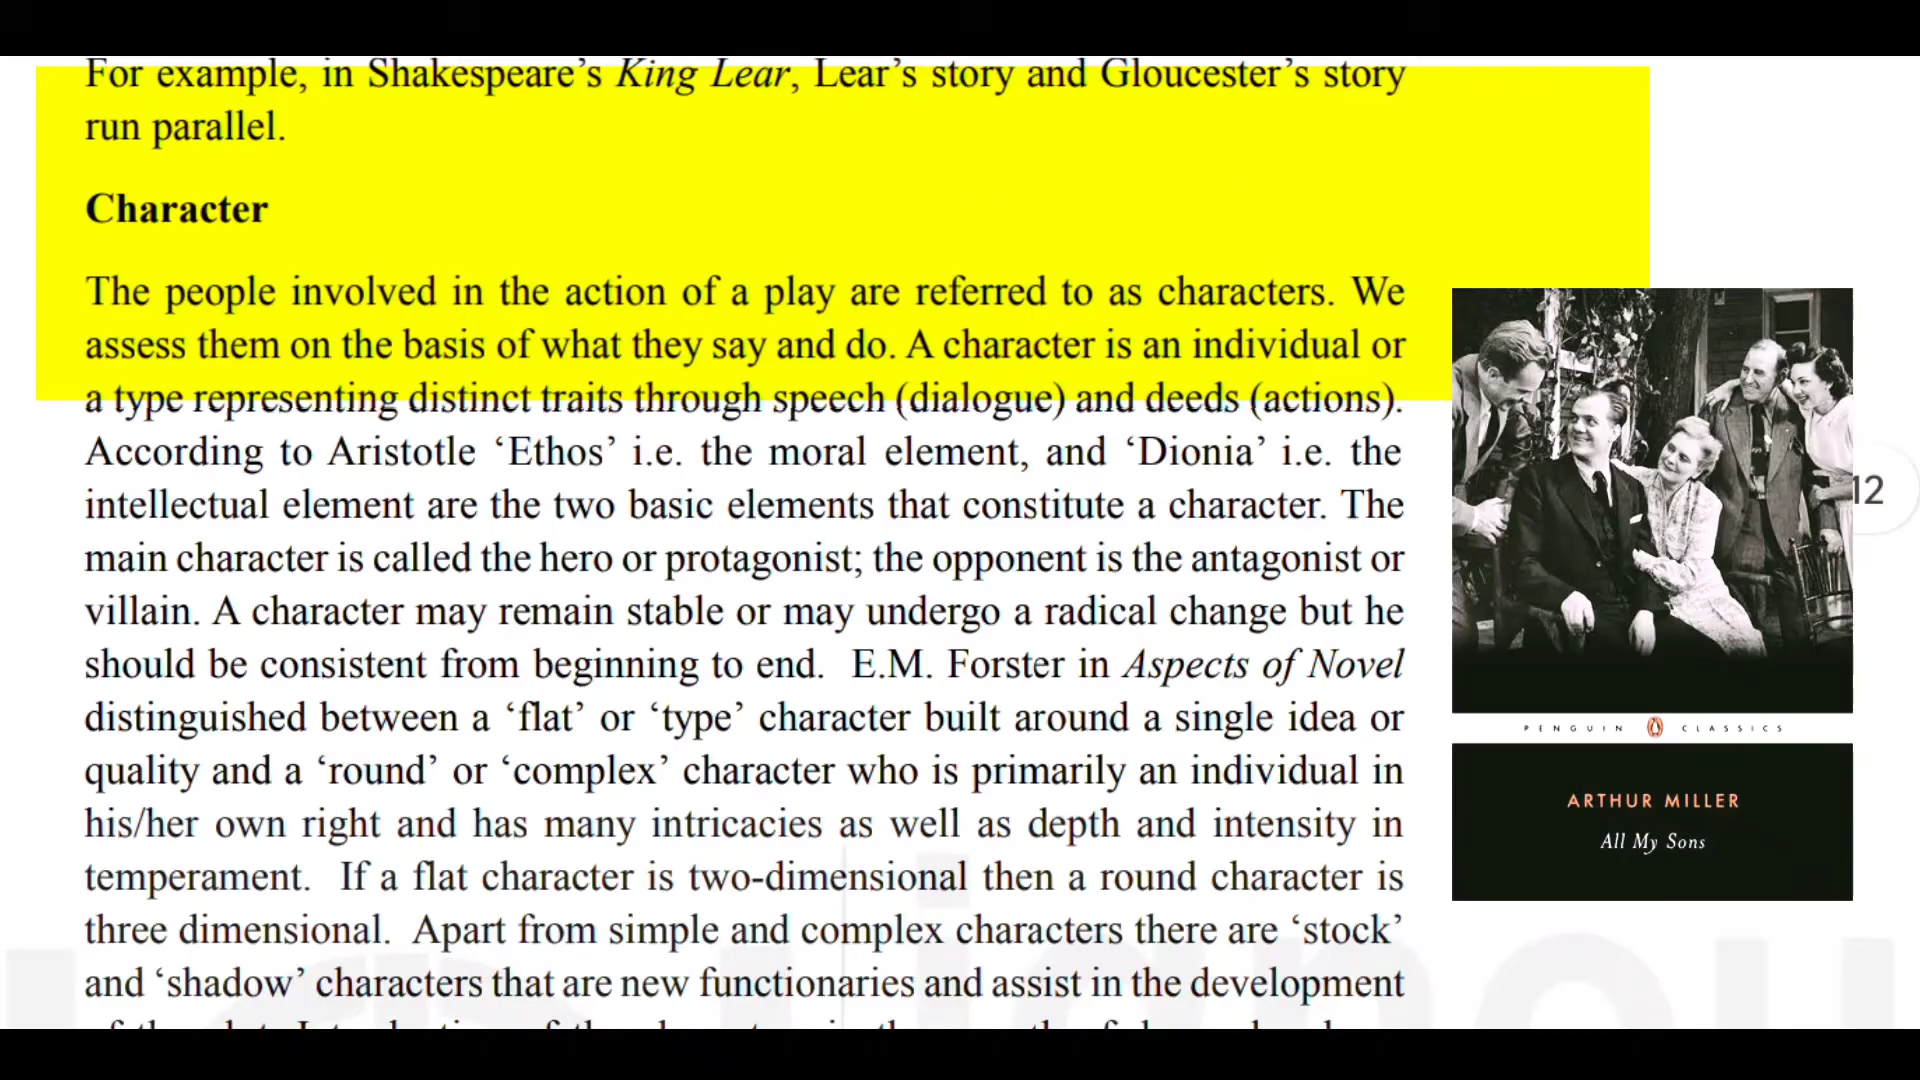 For example, in Shakespeare’s King Lear, Lear’s story and Gloucester’s story
run parallel.
Character
The people involved in the action of a play are referred to as characters. We
assess them on the basis of what they say and do. A character is an individual or
a type representing distinct traits through speech (dialogue) and deeds (actions).
According to Aristotle ‘Ethos’ i.e. the moral element, and ‘Dionia’ i.e. the
intellectual element are the two basic elements that constitute a character. The
main character is called the hero or protagonist; the opponent is the antagonist or
villain. A character may remain stable or may undergo a radical change but he
should be consistent from beginning to end. E.M. Forster in Aspects of Novel
distinguished between a ‘flat’ or ‘type’ character built around a single idea or
quality and a ‘round’ or ‘complex’ character who is primarily an individual in
his/her own right and has many intricacies as well as depth and intensity in
temperament. If a flat character is two-dimensional then a round character is
three dimensional. Apart from simple and complex characters there are ‘stock’
and ‘shadow’ characters that are new functionaries and assist in the development
12
PENGUIN CLASSICS
ARTHUR MILLER
All My Sons